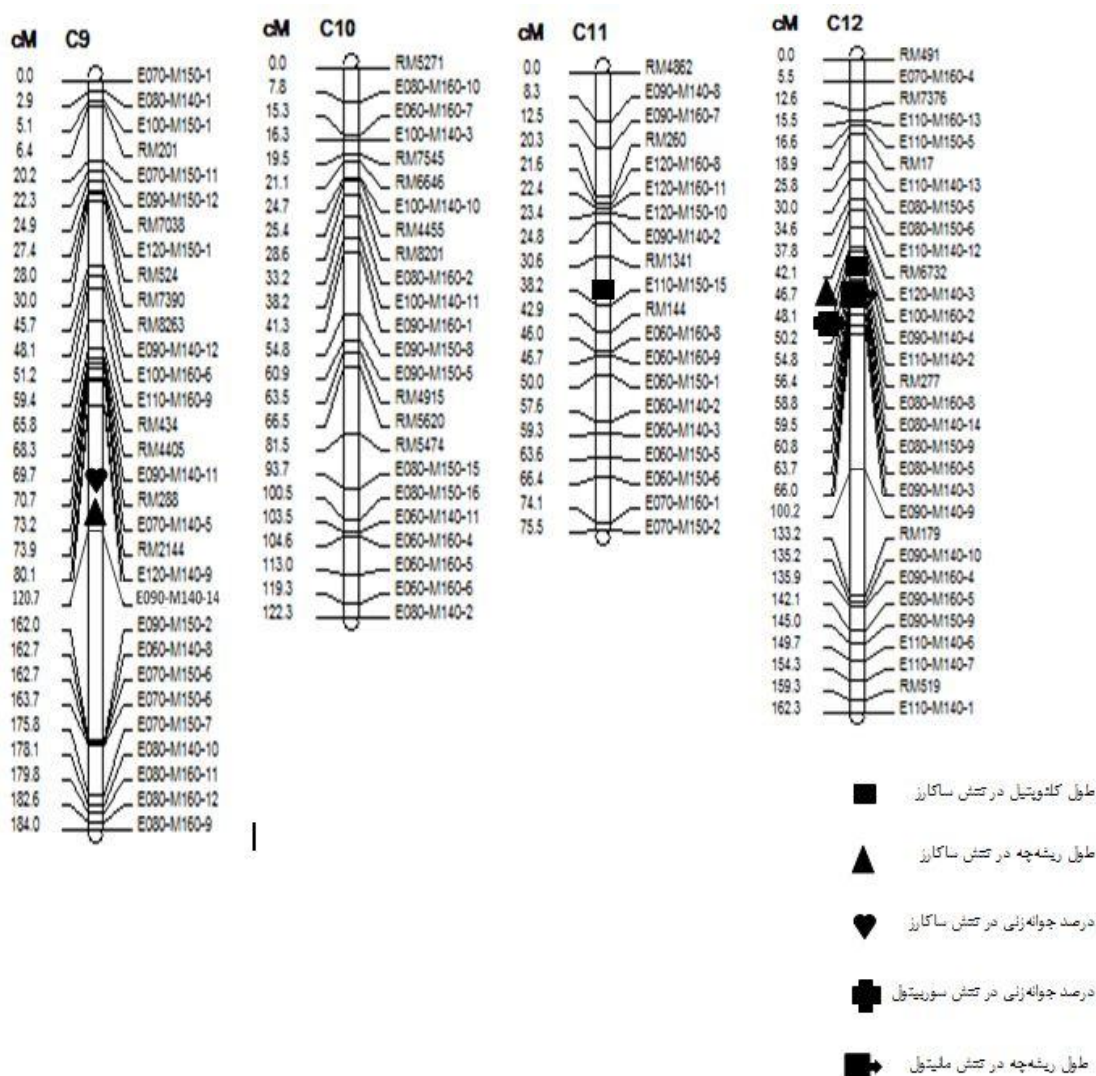 cM C9
0.0 E070-M150-1
2.9 E080-M140-1
5.1 E100-M150-1
6.4 RM201
20.2 E070-M150-11
22.3 E090-M150-12
24.9 RM7038
27.4 E120-M150-1
28.0 RM524
30.0 RM7390
45.7 RM8263
48.1 E090-M140-12
51.2 E100-M160-6
59.4 E110-M160-9
65.8 RM434
68.3 RM4405
69.7 E090-M140-11
70.7 RM288
73.2 E070-M140-5
73.9 RM2144
80.1 E120-M140-9
120.7 E090-M140-14
162.0 E090-M150-2
162.7 E060-M140-8
162.7 E070-M150-6
163.7 E070-M150-6
175.8 E070-M150-7
178.1 E080-M140-10
179.8 E080-M160-11
182.6 E080-M160-12
184.0 E080-M160-9
cM C10
0.0 RM5271
7.8 E080-M160-10
15.3 E060-M160-7
16.3 E100-M140-3
19.5 RM7545
21.1 RM6646
24.7 E100-M140-10
25.4 RM4455
28.6 RM8201
33.2 E080-M160-2
38.2 E100-M140-11
41.3 E090-M160-1
54.8 E090-M150-8
60.9 E090-M150-5
63.5 RM4915
66.5 RM5620
81.5 RM5474
93.7 E080-M150-15
100.5 E080-M150-16
103.5 E060-M140-11
104.6 E060-M160-4
113.0 E060-M160-5
119.3 E060-M160-6
122.3 E080-M140-2
cM C11
0.0 RM4862
8.3 E090-M140-8
12.5 E090-M160-7
20.3 RM260
21.6 E120-M160-8
22.4 E120-M160-11
23.4 E120-M150-10
24.8 E090-M140-2
30.6 RM1341
38.2 E110-M150-15
42.9 RM144
46.0 E060-M160-8
46.7 E060-M160-9
50.0 E060-M150-1
57.6 E060-M140-2
59.3 E060-M140-3
63.6 E060-M150-5
66.4 E060-M150-6
74.1 E070-M160-1
75.5 E070-M150-2
cM C12
0.0 RM491
5.5 E070-M160-4
12.6 RM7376
15.5 E110-M160-13
16.6 E110-M150-5
18.9 RM17
25.8 E110-M140-13
30.0 E080-M150-5
34.6 E080-M150-6
37.8 E110-M140-12
42.1 RM6732
46.7 E120-M140-3
48.1 E100-M160-2
50.2 E090-M140-4
54.8 E110-M140-2
56.4 RM277
58.8 E080-M160-8
59.5 E080-M140-14
60.8 E080-M150-9
63.7 E080-M160-5
66.0 E090-M140-3
100.2 E090-M140-9
133.2 RM179
135.2 E090-M140-10
135.9 E090-M160-4
142.1 E090-M160-5
145.0 E090-M150-9
149.7 E110-M140-6
154.3 E110-M140-7
159.3 RM519
162.3 E110-M140-1
طول کلئوپتیل در تنش ساکارز
طول ریشه‌چه در تنش ساکارز
درصد جوانه‌زنی در تنش ساکارز
درصد جوانه‌زنی در تنش سوربیتول
طول ریشه‌چه در تنش مانیتول